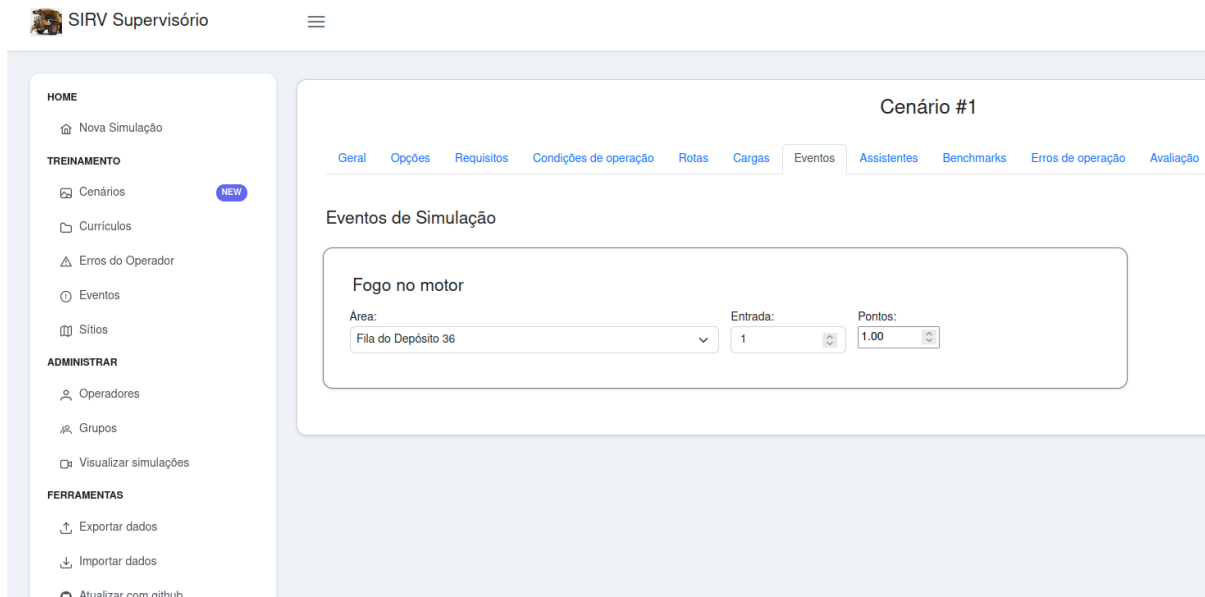 SIRV Supervisório
HOME
Nova Simulação
TREINAMENTO
Cenários NEW
Currículos
Erros do Operador
Eventos
Sítios
ADMINISTRAR
Operadores
Grupos
Visualizar simulações
FERRAMENTAS
Exportar dados
Importar dados
Atualizar com github
Cenário #1
Geral Opções Requisitos Condições de operação Rotas Cargas Eventos Assistentes Benchmarks Erros de operação Avaliação
Eventos de Simulação
Fogo no motor
Área: Entrada: Pontos:
Fila do Depósito 36 1 1.00